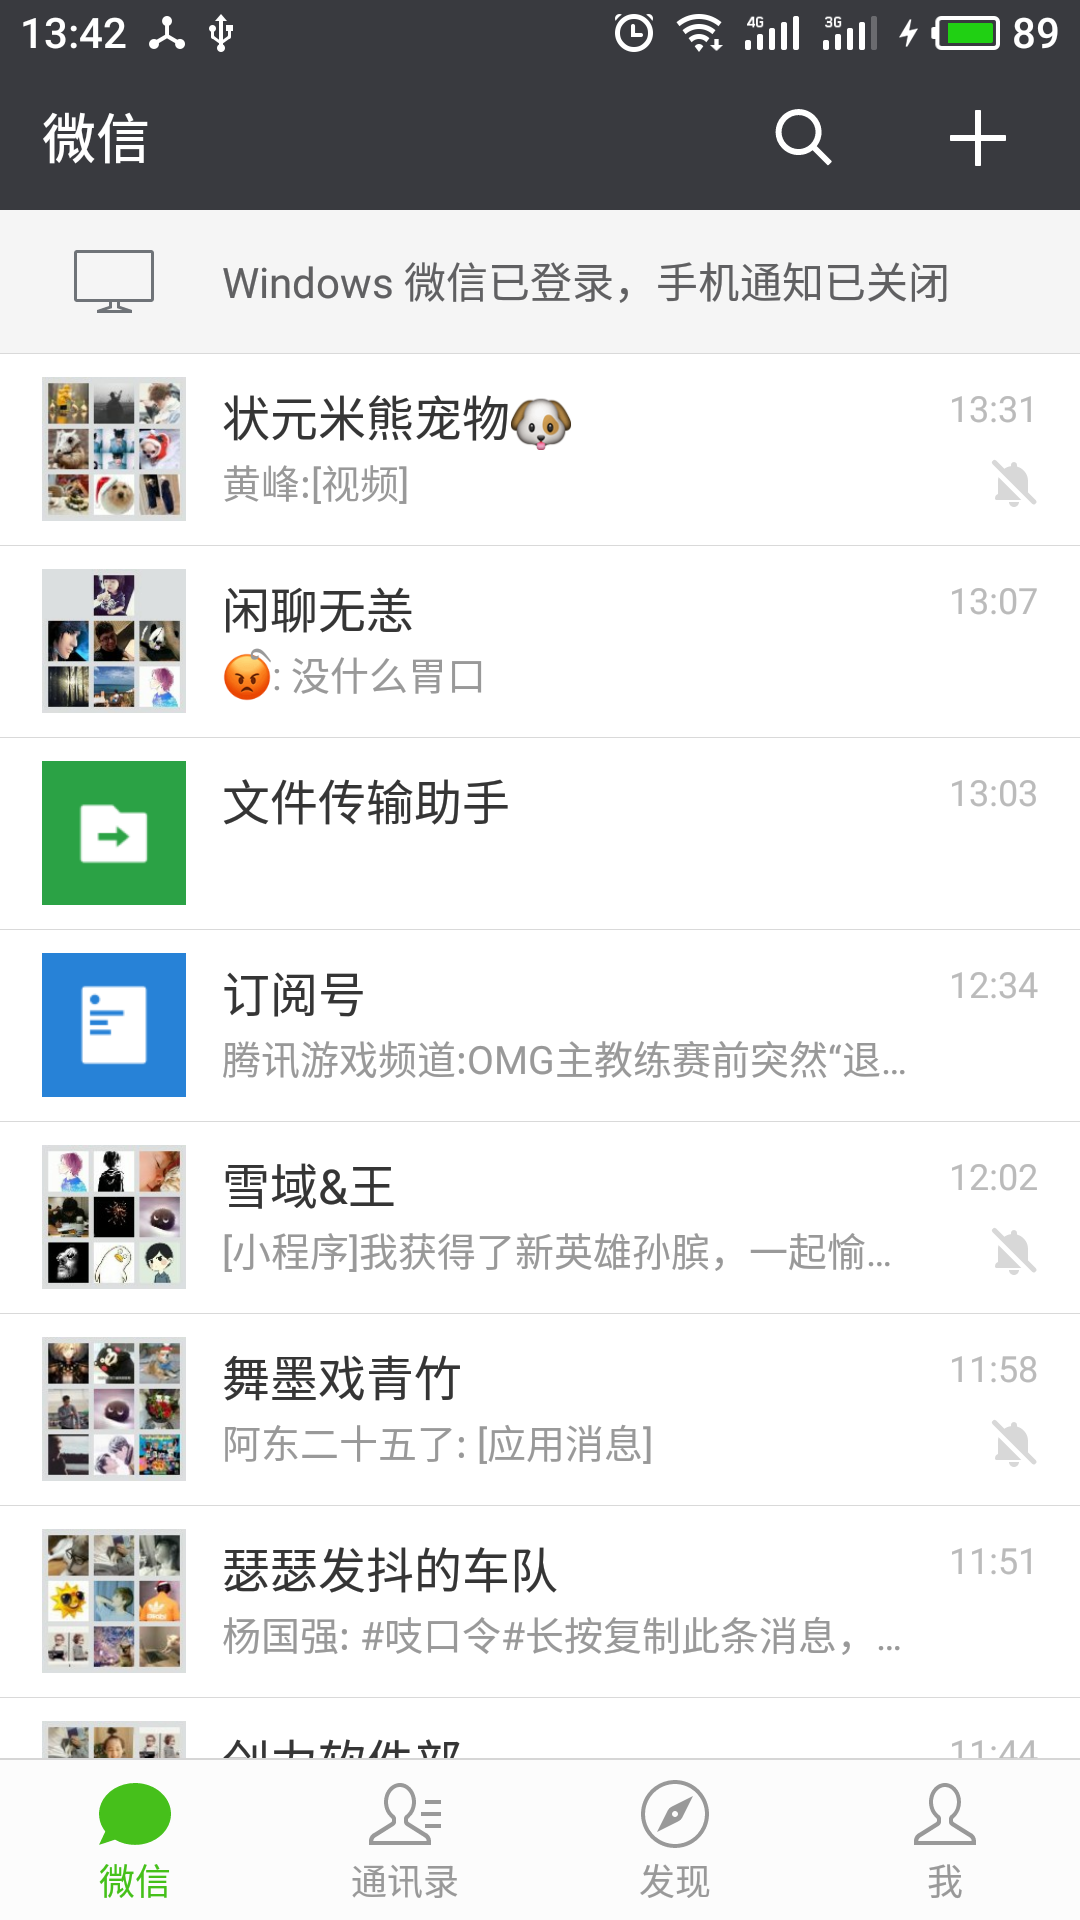 13:42 4G 3G 89
微信
Windows 微信已登录，手机通知已关闭
状元米熊宠物🐶 13:31
黄峰:[视频]
闲聊无恙 13:07
😡: 没什么胃口
文件传输助手 13:03
订阅号 12:34
腾讯游戏频道:OMG主教练赛前突然“退...
雪域&王 12:02
[小程序]我获得了新英雄孙膑，一起愉...
舞墨戏青竹 11:58
阿东二十五了: [应用消息]
瑟瑟发抖的车队 11:51
杨国强: #吱口令#长按复制此条消息，...
创力软件部 11:44
微信 通讯录 发现 我